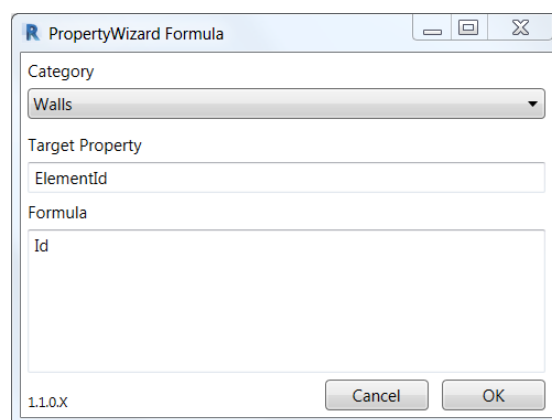 PropertyWizard Formula
Category
Walls
Target Property
ElementId
Formula
Id
1.1.0.X
Cancel
OK